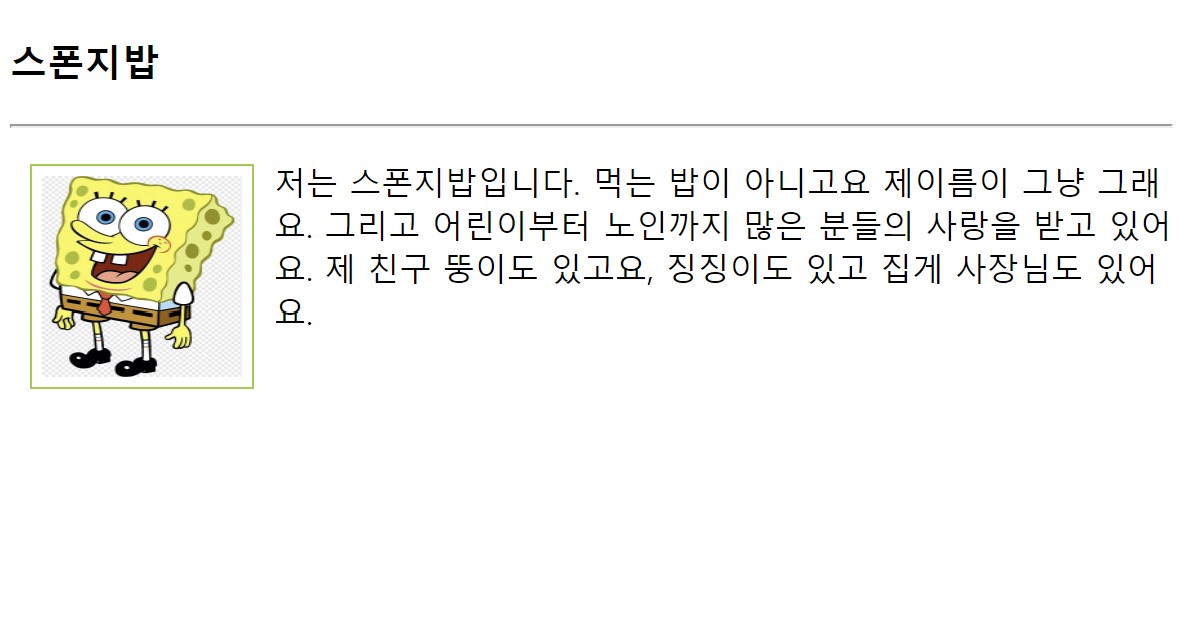 스폰지밥
저는 스폰지밥입니다. 먹는 밥이 아니고요 제이름이 그냥 그래
요. 그리고 어린이부터 노인까지 많은 분들의 사랑을 받고 있어
요. 제 친구 뚱이도 있고요, 징징이도 있고 집게 사장님도 있어
요.